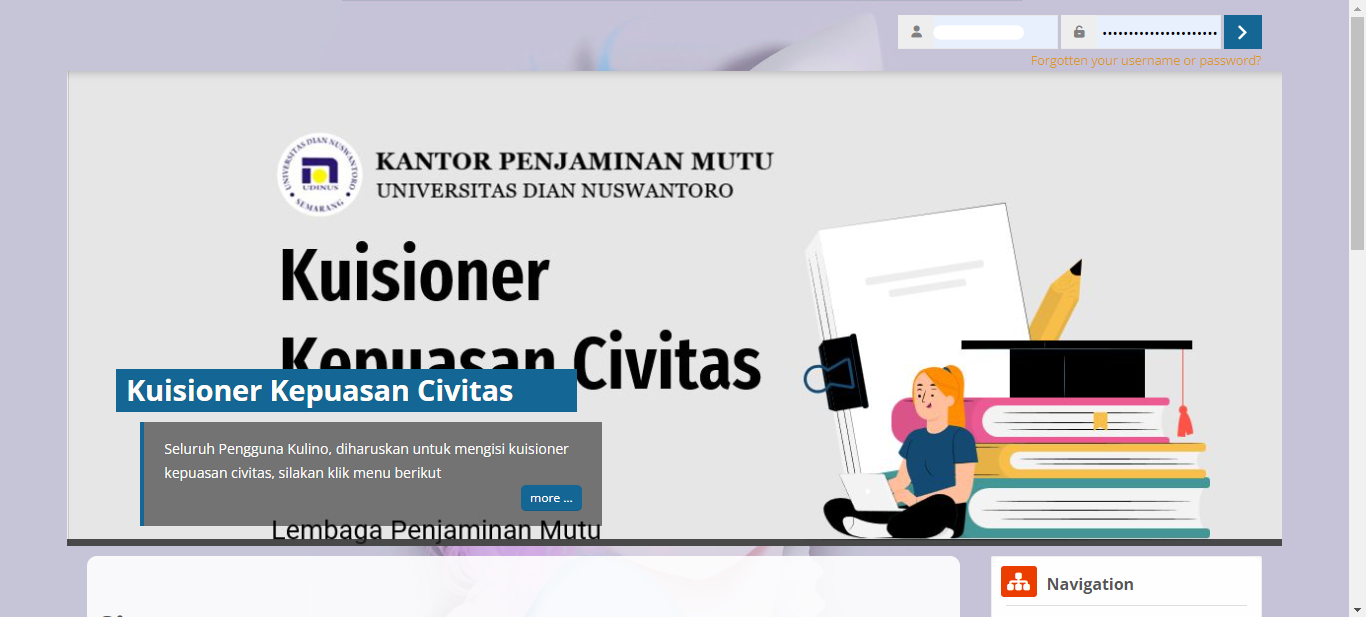 Forgotten your username or password?
UNIVERSITAS DIAN NUSWANTORO
UDINUS
SEMARANG
KANTOR PENJAMINAN MUTU
UNIVERSITAS DIAN NUSWANTORO
Kuisioner
Kepuasan Civitas
Kuisioner Kepuasan Civitas
Seluruh Pengguna Kulino, diharuskan untuk mengisi kuisioner
kepuasan civitas, silakan klik menu berikut
more ...
Lembaga Penjaminan Mutu
Navigation